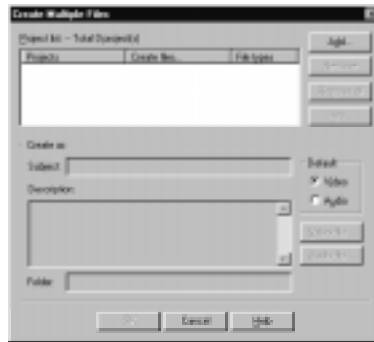 Create Multiple Files
Project list - Total 0 project(s)
Projects
Create files...
File types
Add...
Remove
Create as
Subject:
Description:
Folder:
Default
Video
Audio
Cancel
Help